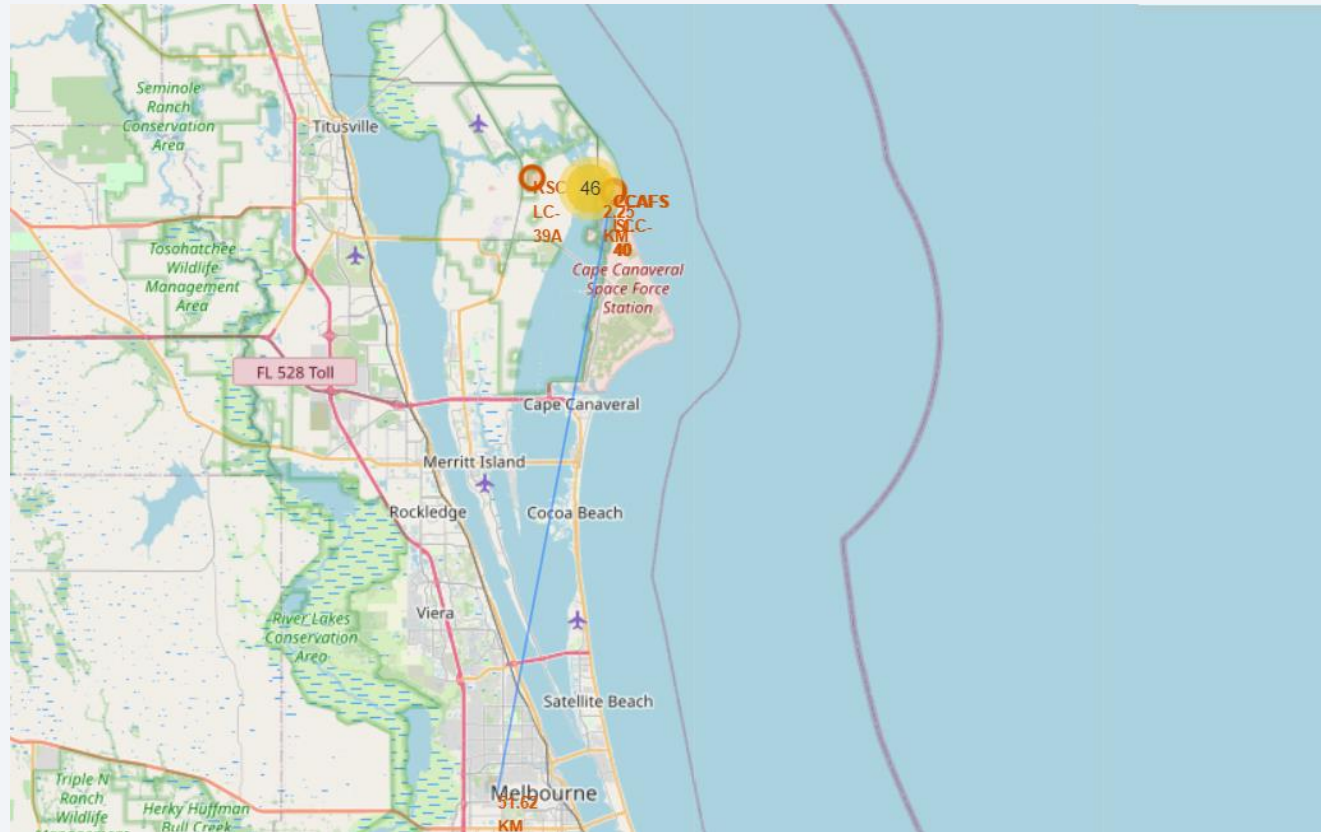 Seminole
Ranch
Conservation
Area
Titusville
46
KSC
LC-
39A
2.25
KM
CCAFS
40
Cape Canaveral
Space Force
Station
Tosohatchee
Wildlife
Management
Area
FL 528 Toll
Cape Canaveral
Merritt Island
Rockledge
Cocoa Beach
Viera
River Lakes
Conservation
Area
Satellite Beach
Melbourne
51.62
KM
Triple N
Ranch
Wildlife
Herky Huffman
Bull Creek